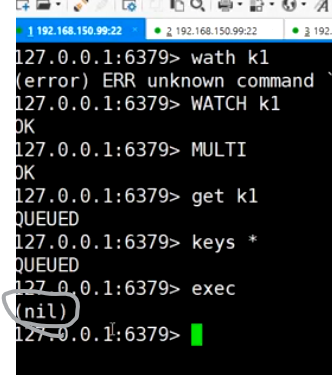 1 192.168.150.99:22
2 192.168.150.99:22
3 192.
127.0.0.1:6379> wath k1
(error) ERR unknown command `
127.0.0.1:6379> WATCH k1
OK
127.0.0.1:6379> MULTI
OK
127.0.0.1:6379> get k1
QUEUED
127.0.0.1:6379> keys *
QUEUED
127.0.0.1:6379> exec
(nil)
127.0.0.1:6379>